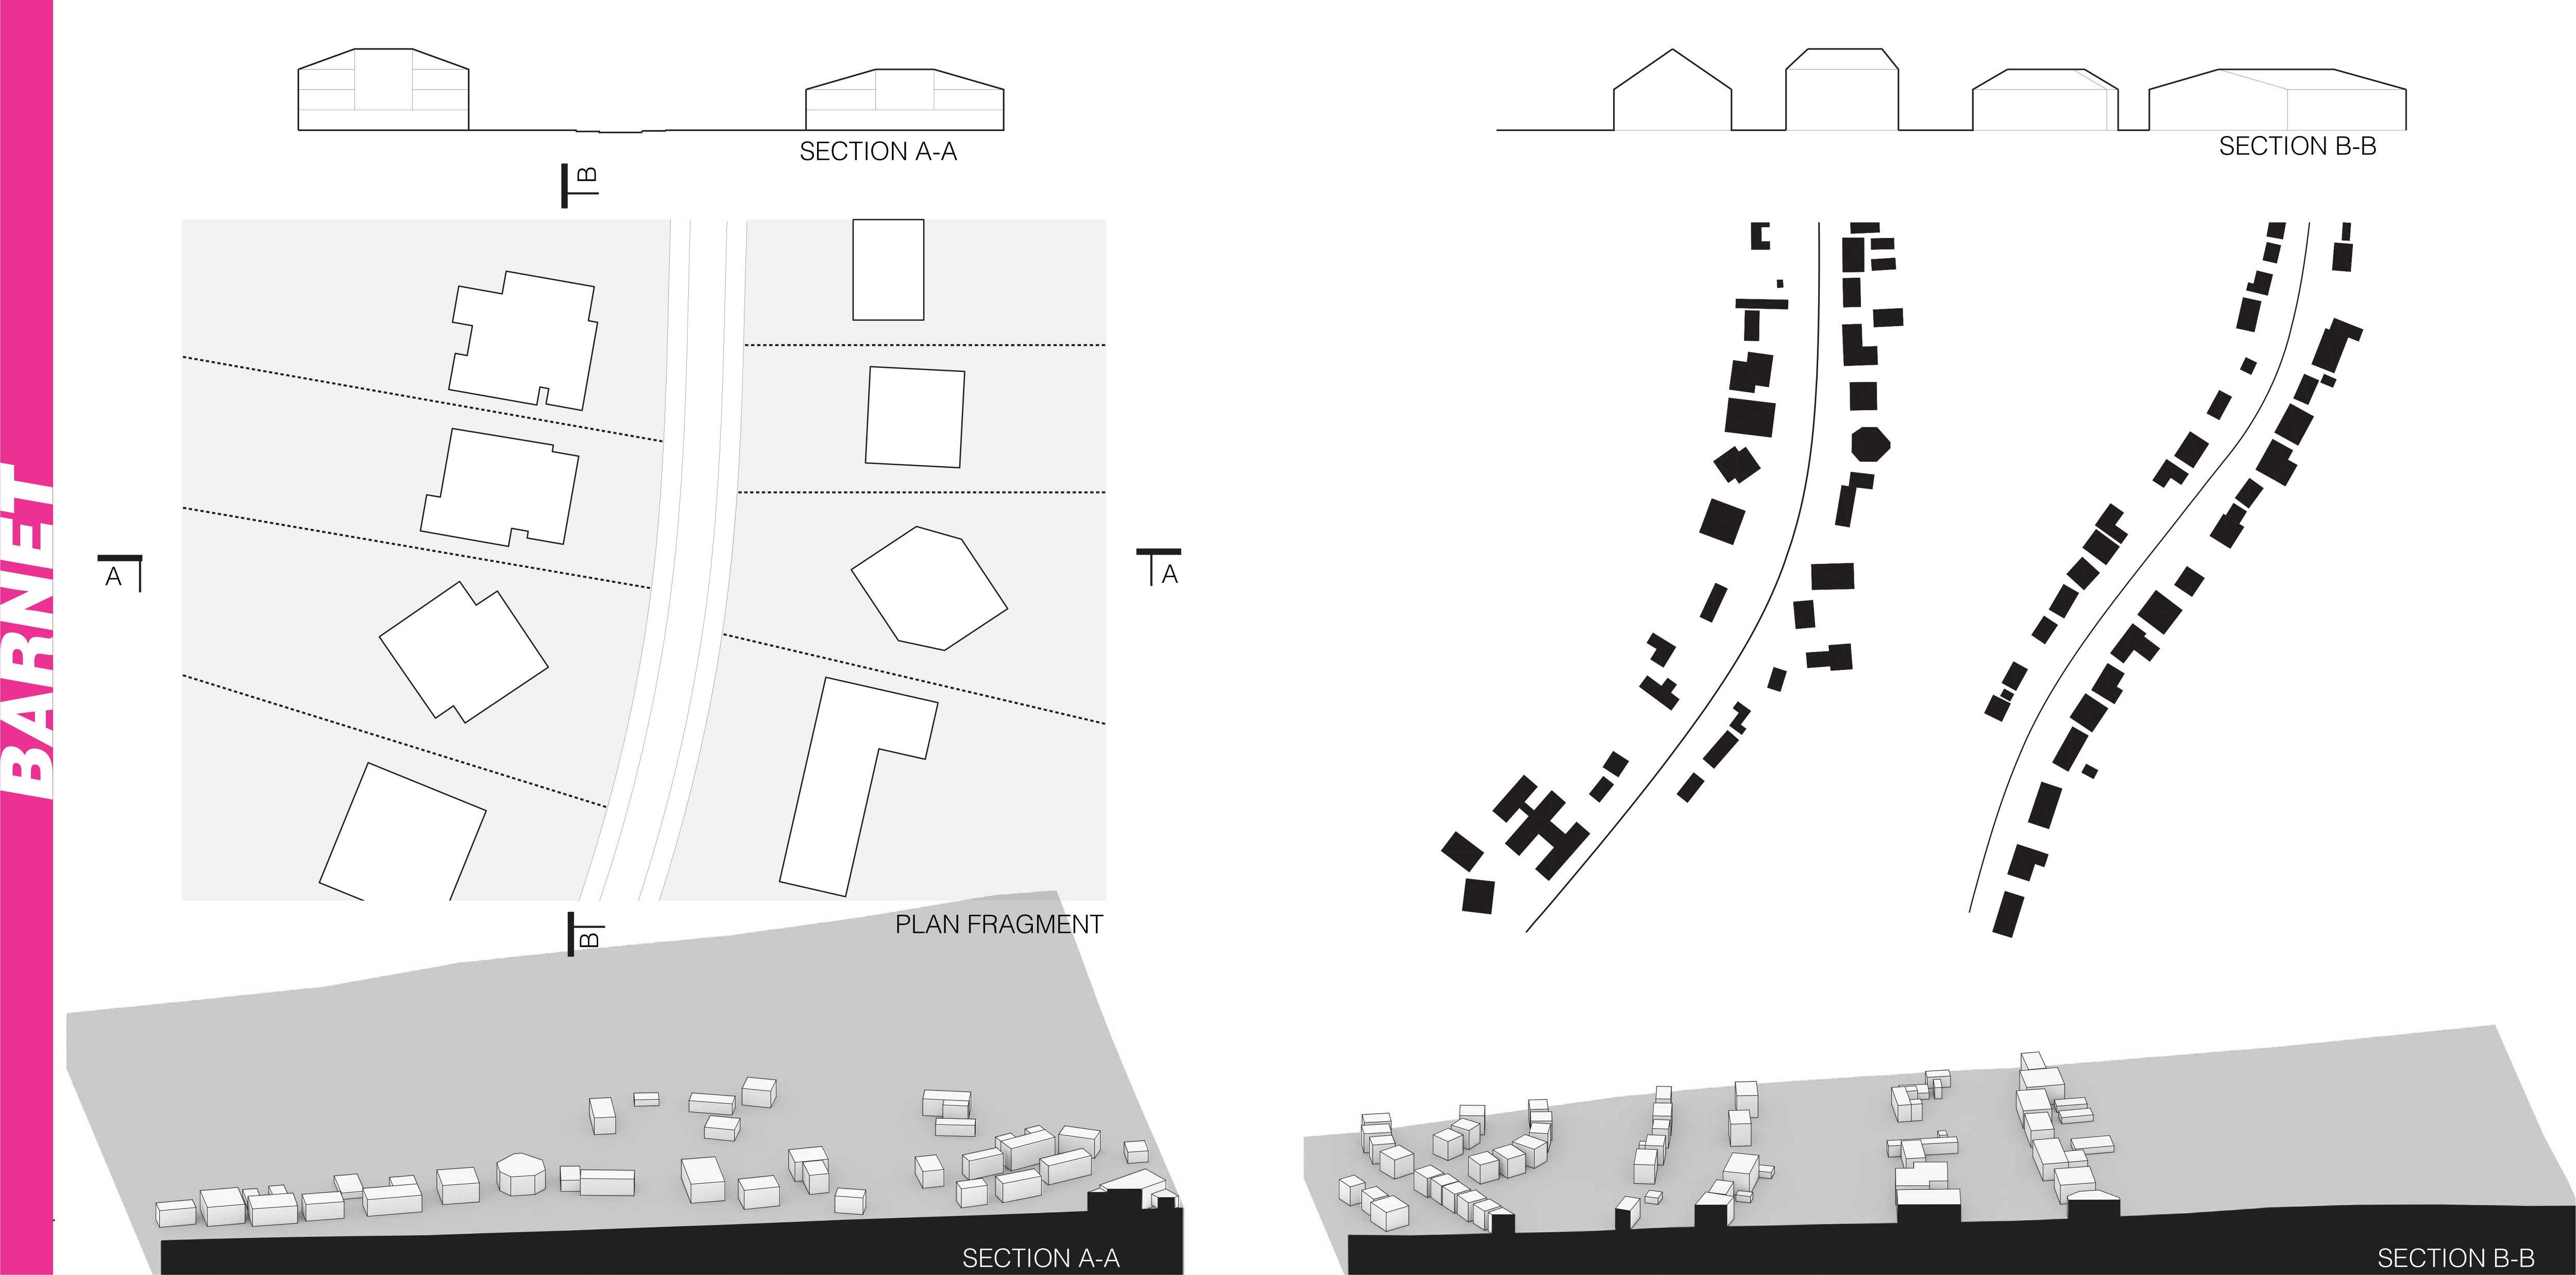 BARNET
SECTION A-A
SECTION B-B
B
A
A
B
PLAN FRAGMENT
SECTION A-A
SECTION B-B